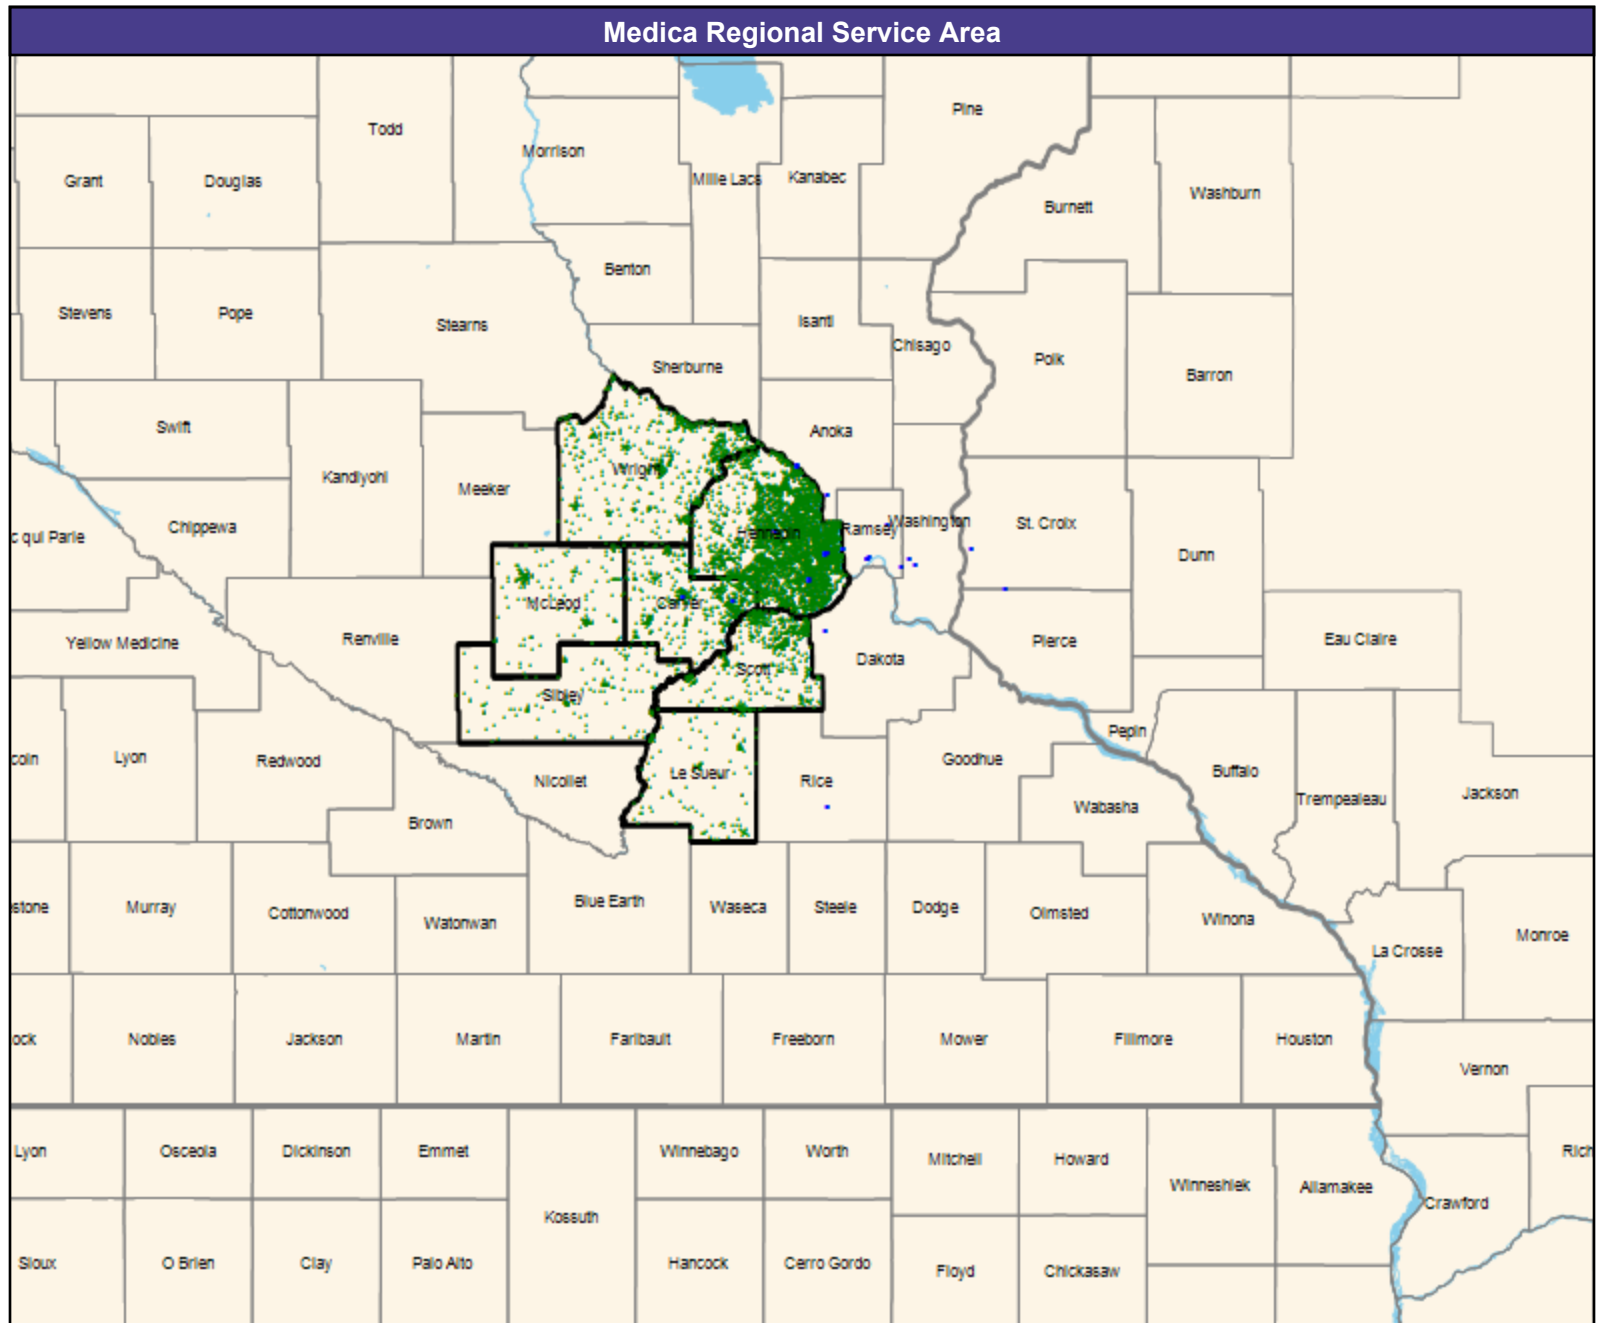 Medica Regional Service Area
Pine
Todd
Morrison
Mille Lacs
Kanabec
Grant
Douglas
Washburn
Burnett
Benton
Stevens
Pope
Stearns
Isanti
Chisago
Polk
Sherburne
Barron
Swift
Anoka
Wright
Kandiyohi
Meeker
Chippewa
Hennepin
Ramsey
Washington
St. Croix
c qui Parle
Dunn
McLeod
Carver
Yellow Medicine
Renville
Pierce
Eau Claire
Dakota
Scott
Sibley
Pepin
coln
Lyon
Redwood
Goodhue
Nicollet
Le Sueur
Rice
Buffalo
Trempealeau
Jackson
Wabasha
Brown
Blue Earth
stone
Murray
Cottonwood
Watonwan
Waseca
Steele
Dodge
Olmsted
Winona
Monroe
La Crosse
ock
Nobles
Jackson
Martin
Faribault
Freeborn
Mower
Fillmore
Houston
Vernon
Lyon
Osceola
Dickinson
Emmet
Winnebago
Worth
Mitchell
Howard
Rich
Winneshiek
Allamakee
Crawford
Kossuth
Sioux
O Brien
Clay
Palo Alto
Hancock
Cerro Gordo
Floyd
Chickasaw